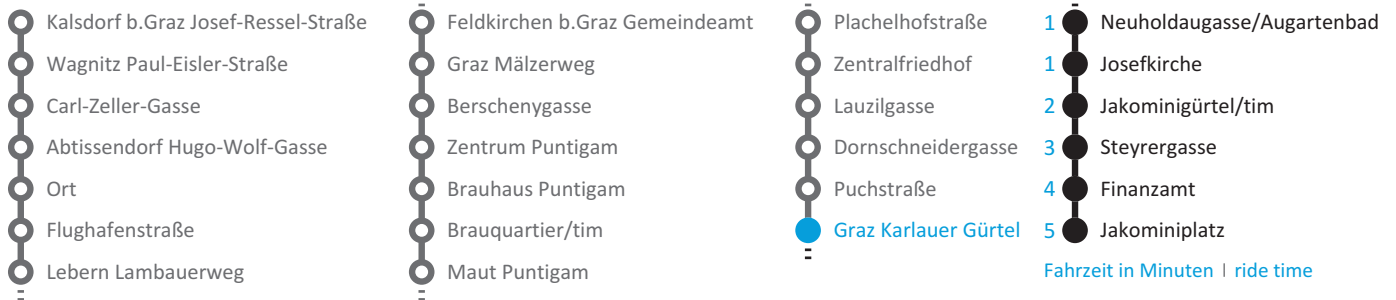 Kalsdorf b.Graz Josef-Ressel-Straße
Wagnitz Paul-Eisler-Straße
Carl-Zeller-Gasse
Abtissendorf Hugo-Wolf-Gasse
Ort
Flughafenstraße
Lebern Lambauerweg
Feldkirchen b.Graz Gemeindeamt
Graz Mälzerweg
Berschenygasse
Zentrum Puntigam
Brauhaus Puntigam
Brauquartier/tim
Maut Puntigam
Plachelhofstraße
Zentralfriedhof
Lauzilgasse
Dornschneidergasse
Puchstraße
Graz Karlauer Gürtel
1 Neuholdaugasse/Augartenbad
1 Josefkirche
2 Jakominigürtel/tim
3 Steyrergasse
4 Finanzamt
5 Jakominiplatz
Fahrzeit in Minuten | ride time